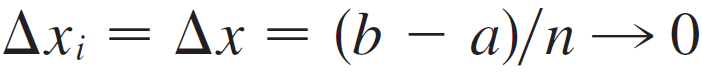 Δxᵢ = Δx = (b − a)/n → 0